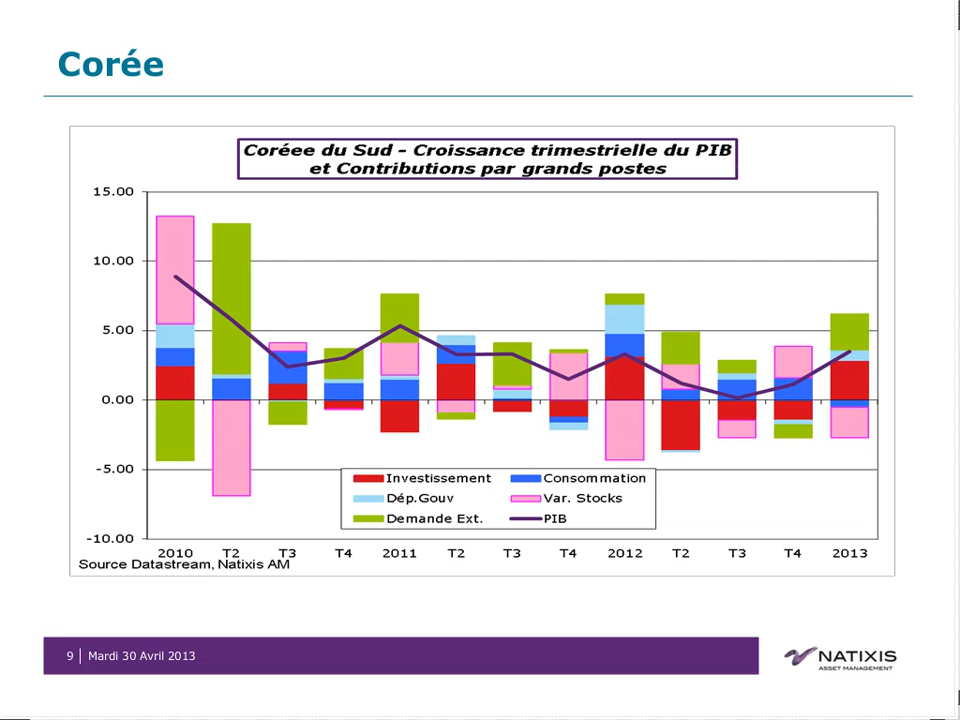 Corée
Coréee du Sud - Croissance trimestrielle du PIB
et Contributions par grands postes
15.00
10.00
5.00
0.00
-5.00
-10.00
Investissement
Consommation
Dép.Gouv
Var. Stocks
Demande Ext.
PIB
2010 T2 T3 T4 2011 T2 T3 T4 2012 T2 T3 T4 2013
Source Datastream, Natixis AM
9 Mardi 30 Avril 2013
NATIXIS
ASSET MANAGEMENT